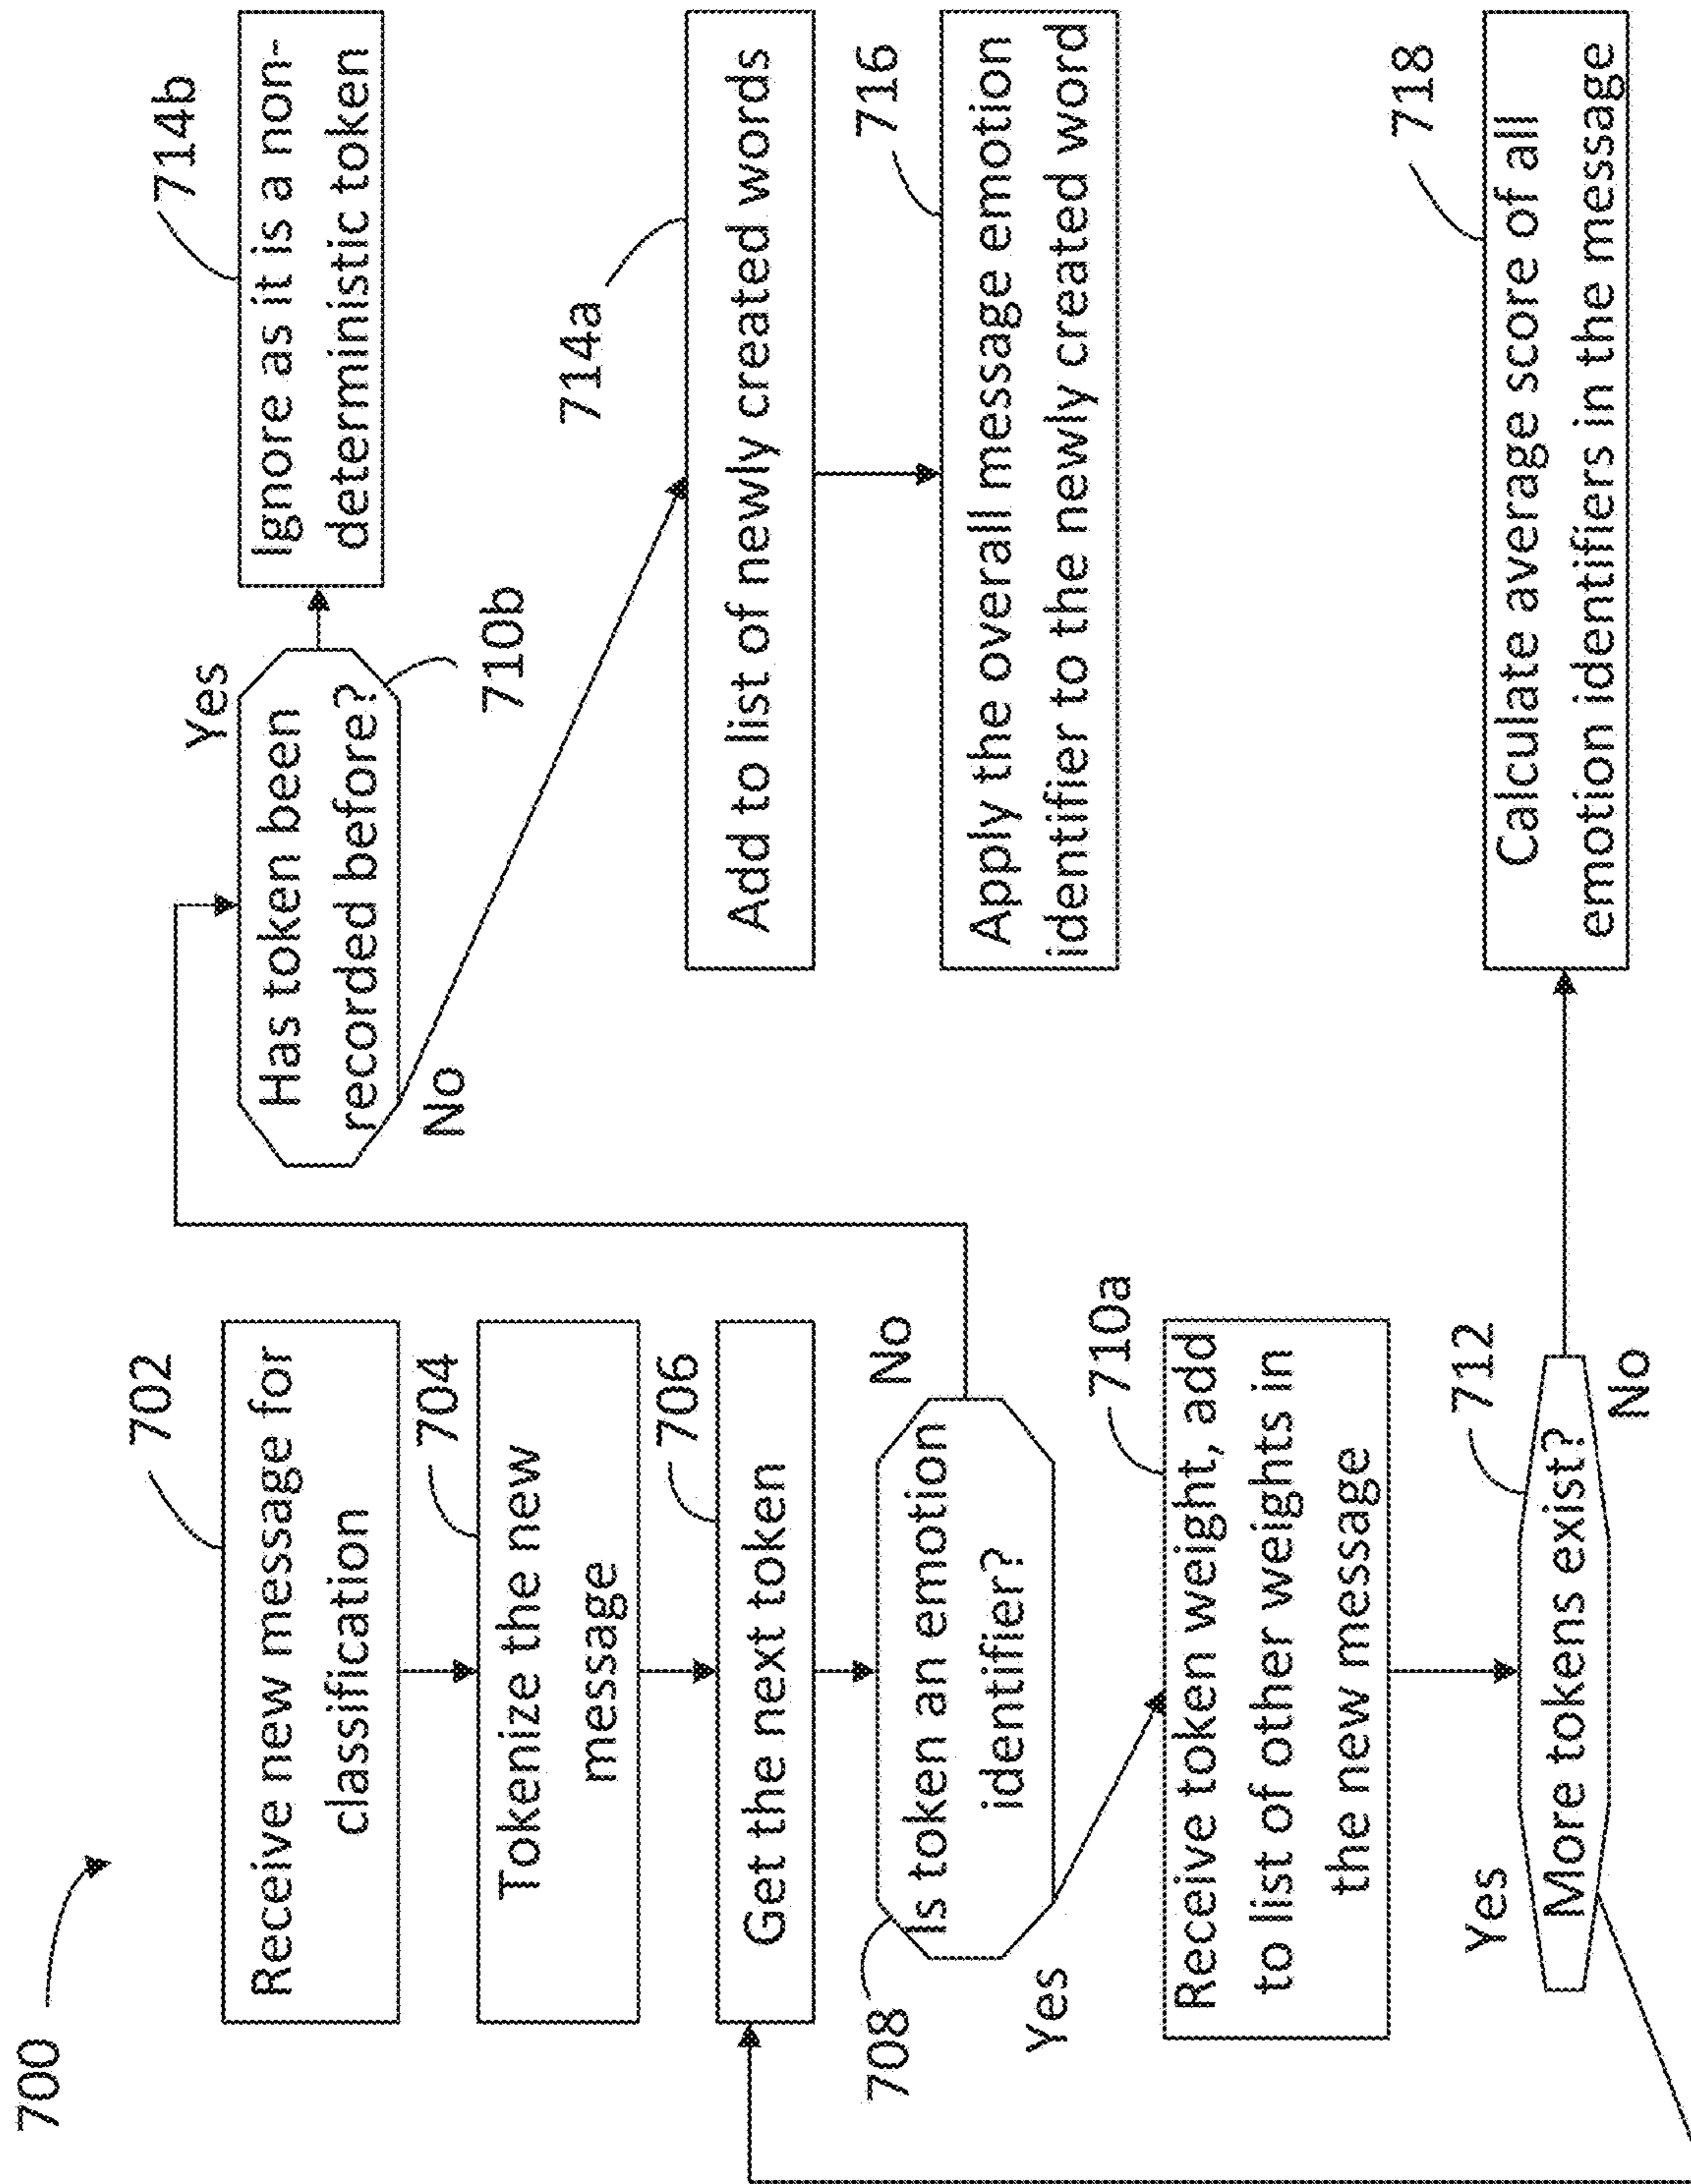 700
702
Receive new message for
classification
704
Tokenize the new
message
706
Get the next token
708
Is token an emotion
identifier?
No
Yes
710a
Receive token weight, add
to list of other weights in
the new message
712
More tokens exist?
Yes
No
Yes
Has token been
recorded before?
710b
No
714b
Ignore as it is a non-
deterministic token
714a
Add to list of newly created words
716
Apply the overall message emotion
identifier to the newly created word
718
Calculate average score of all
emotion identifiers in the message